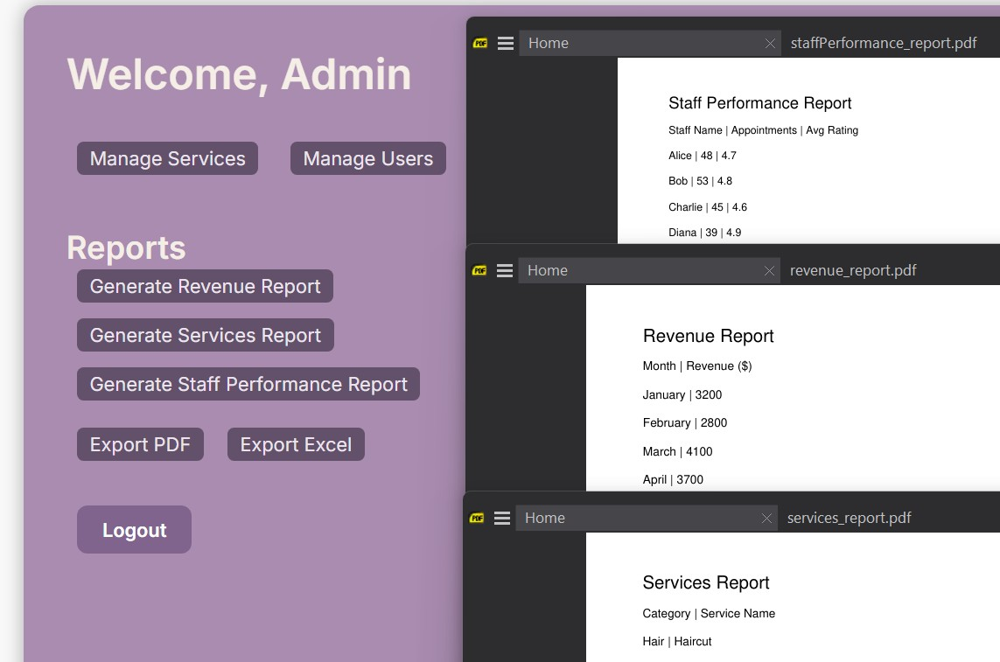 Welcome, Admin
Manage Services
Manage Users
Reports
Generate Revenue Report
Generate Services Report
Generate Staff Performance Report
Export PDF
Export Excel
Logout
PDF
Home
staffPerformance_report.pdf
Staff Performance Report
Staff Name | Appointments | Avg Rating
Alice | 48 | 4.7
Bob | 53 | 4.8
Charlie | 45 | 4.6
Diana | 39 | 4.9
PDF
Home
revenue_report.pdf
Revenue Report
Month | Revenue ($)
January | 3200
February | 2800
March | 4100
April | 3700
PDF
Home
services_report.pdf
Services Report
Category | Service Name
Hair | Haircut